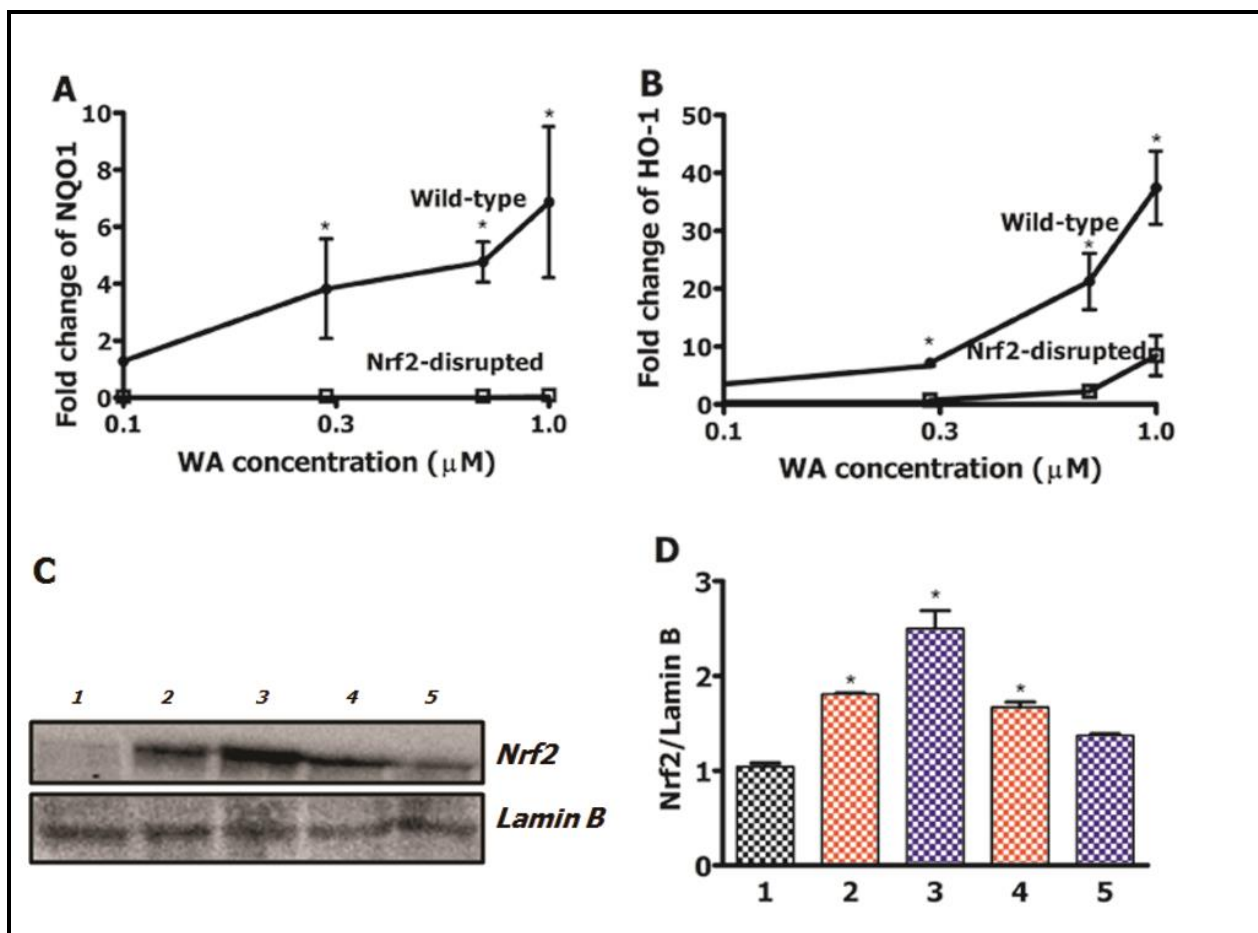 A
Fold change of NQO1
10
8
6
4
2
0
*
*
*
Wild-type
Nrf2-disrupted
0.1
0.3
1.0
WA concentration (μM)
B
Fold change of HO-1
50
40
30
20
10
0
*
*
*
Wild-type
Nrf2-disrupted
0.1
0.3
1.0
WA concentration (μM)
C
1 2 3 4 5
Nrf2
Lamin B
D
Nrf2/Lamin B
3
2
1
0
*
*
*
1 2 3 4 5